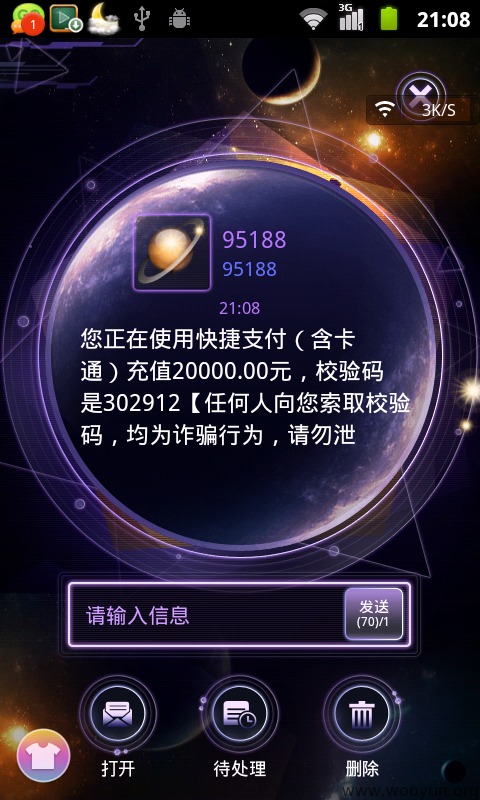 1
3G
21:08
3K/S
95188
95188
21:08
您正在使用快捷支付（含卡
通）充值20000.00元，校验码
是302912【任何人向您索取校验
码，均为诈骗行为，请勿泄
请输入信息
发送
(70)/1
打开
待处理
删除
www.wooyun.org